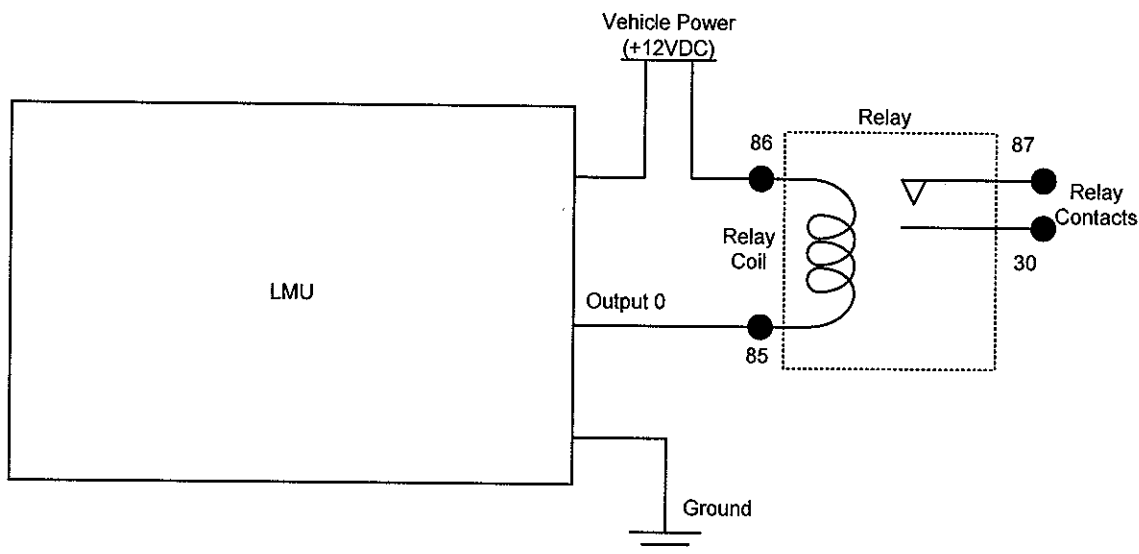 Vehicle Power
(+12VDC)
Relay
86
87
Relay
Contacts
Relay
Coil
30
LMU
Output 0
85
Ground